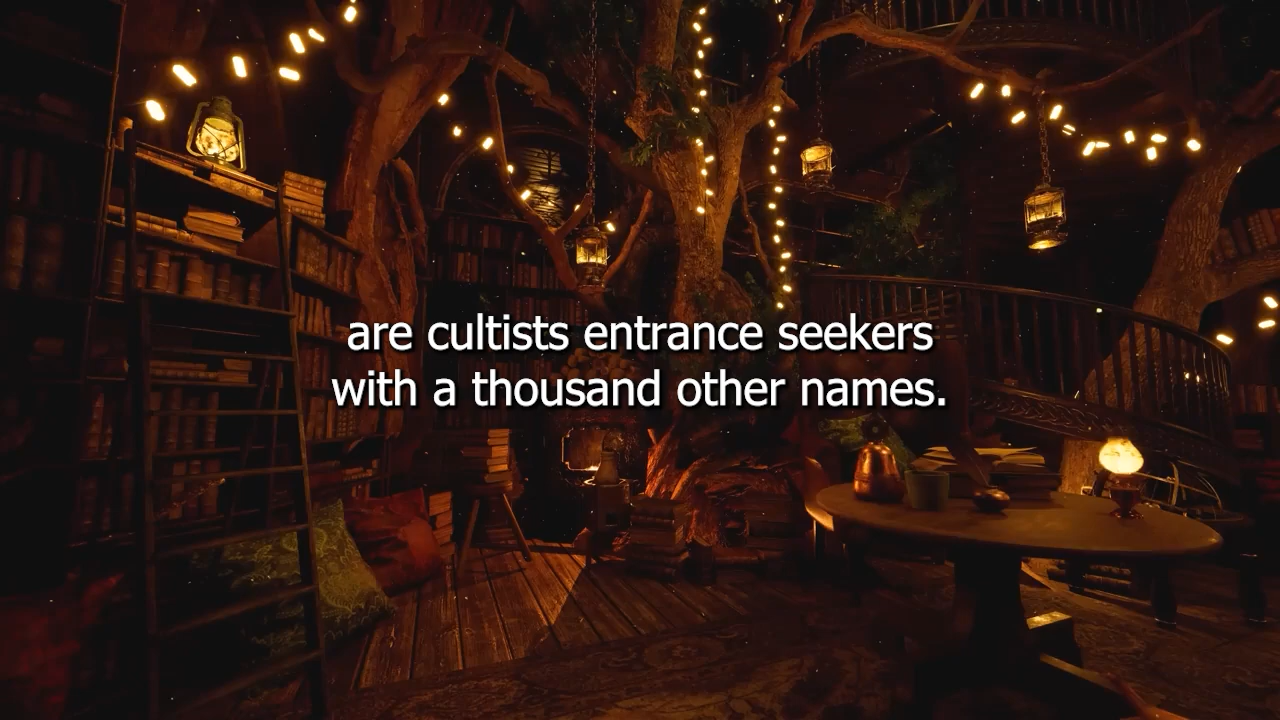 are cultists entrance seekers
with a thousand other names.